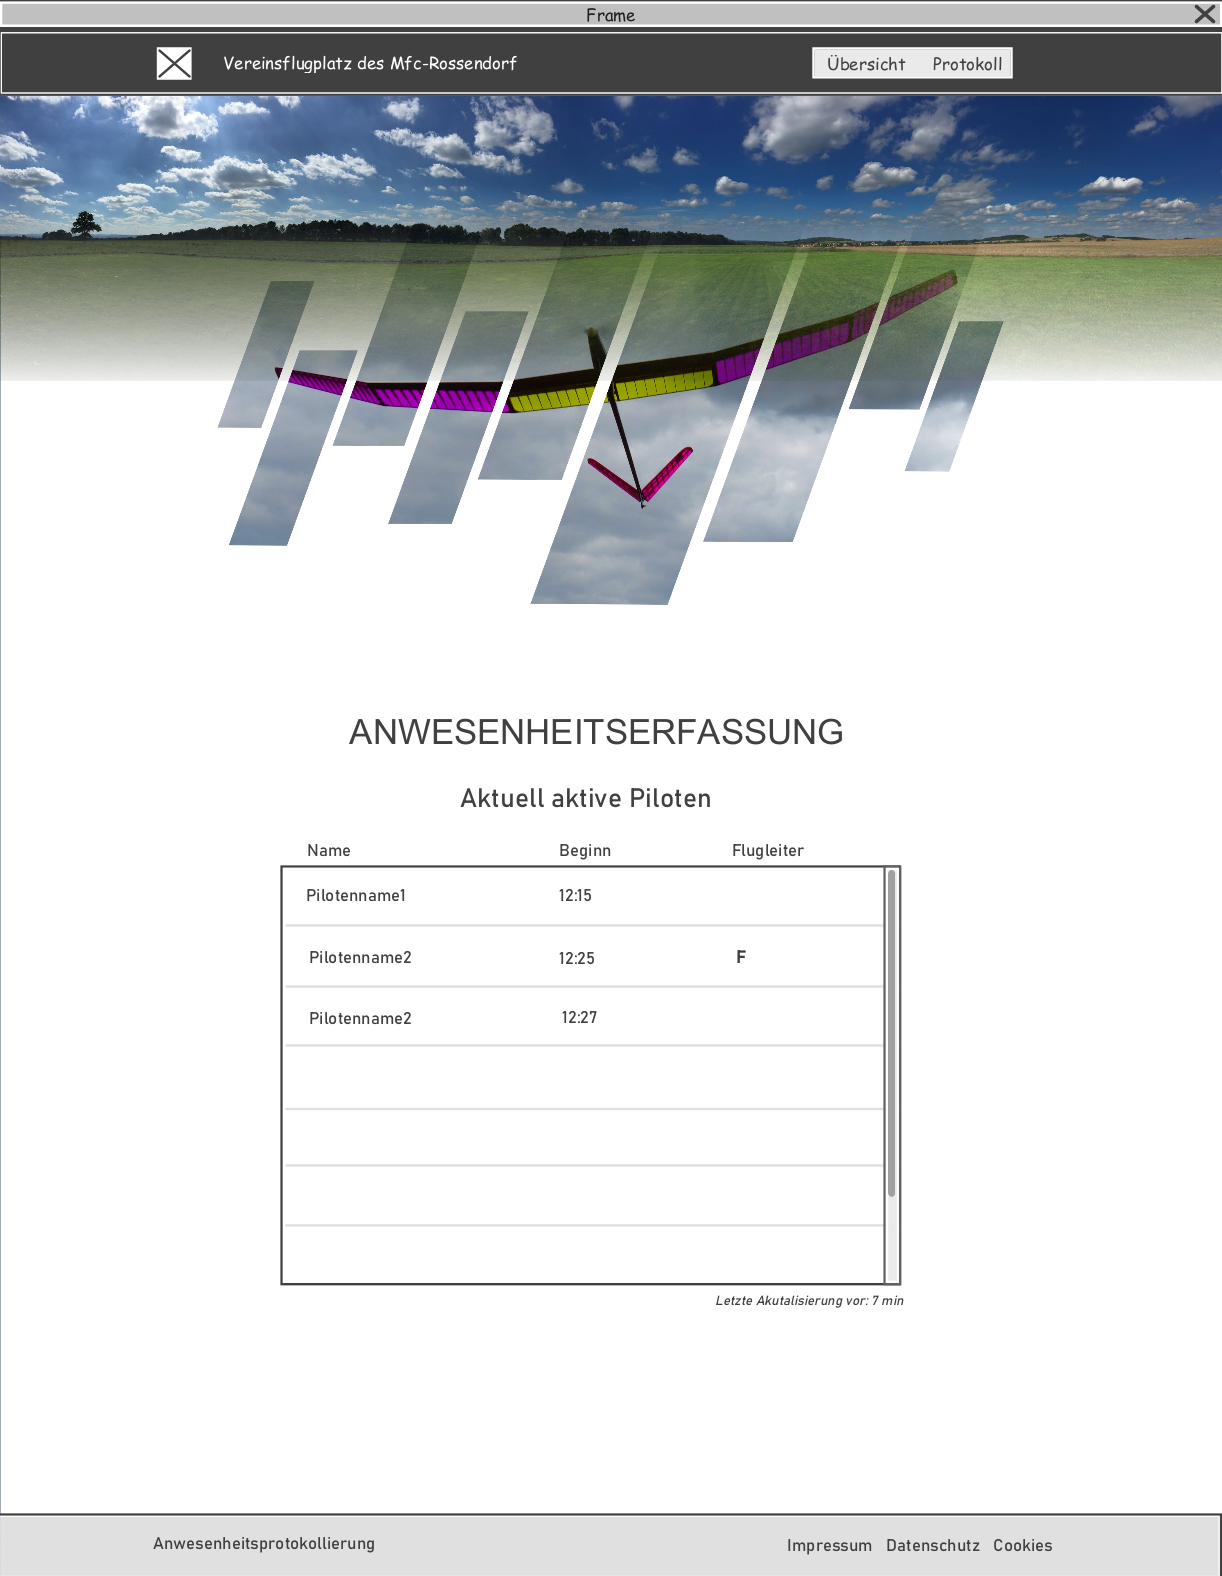 Frame
Vereinsflugplatz des Mfc-Rossendorf
Übersicht Protokoll
ANWESENHEITSERFASSUNG
Aktuell aktive Piloten
Name Beginn Flugleiter
Pilotenname1 12:15
Pilotenname2 12:25 F
Pilotenname2 12:27
Letzte Akutalisierung vor: 7 min
Anwesenheitsprotokollierung
Impressum Datenschutz Cookies